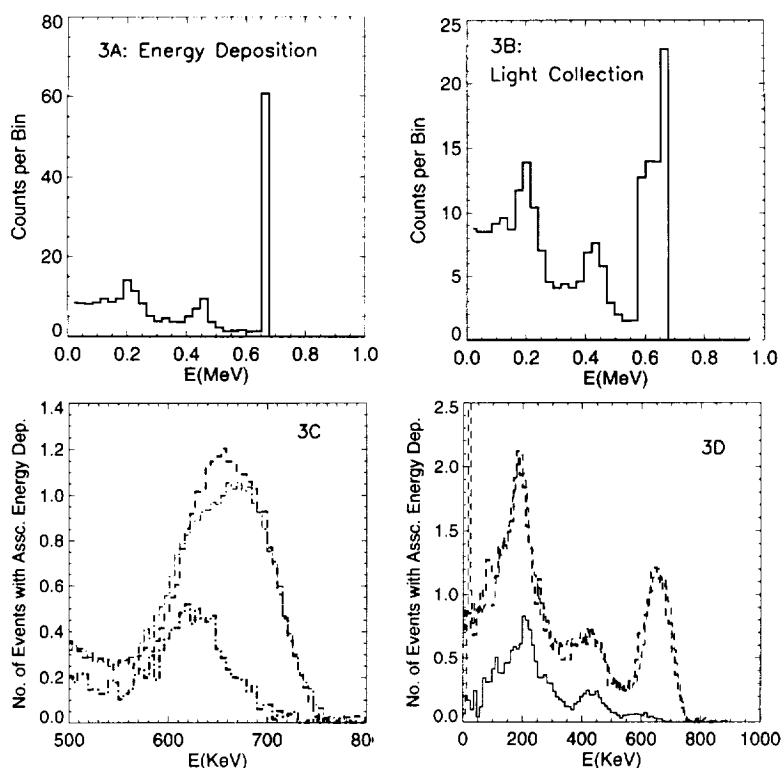 3A: Energy Deposition
Counts per Bin
80
60
40
20
0
0.0 0.2 0.4 0.6 0.8 1.0
E(MeV)
3B:
Light Collection
Counts per Bin
25
20
15
10
5
0
0.0 0.2 0.4 0.6 0.8 1.0
E(MeV)
3C
No. of Events with Assc. Energy Dep.
1.4
1.2
1.0
0.8
0.6
0.4
0.2
0.0
500 600 700 80
E(KeV)
3D
No. of Events with Assc. Energy Dep.
2.5
2.0
1.5
1.0
0.5
0.0
0 200 400 600 800 1000
E(KeV)